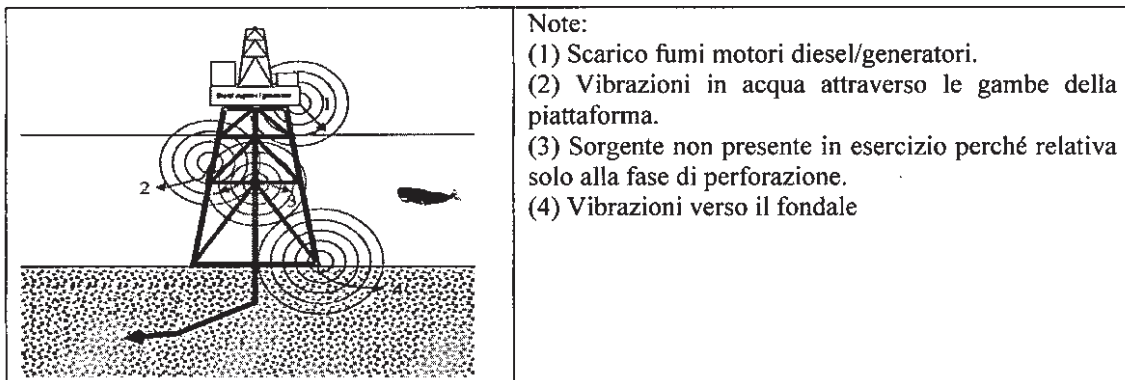 1
2
3
4
Note:
(1) Scarico fumi motori diesel/generatori.
(2) Vibrazioni in acqua attraverso le gambe della
piattaforma.
(3) Sorgente non presente in esercizio perché relativa
solo alla fase di perforazione.
(4) Vibrazioni verso il fondale